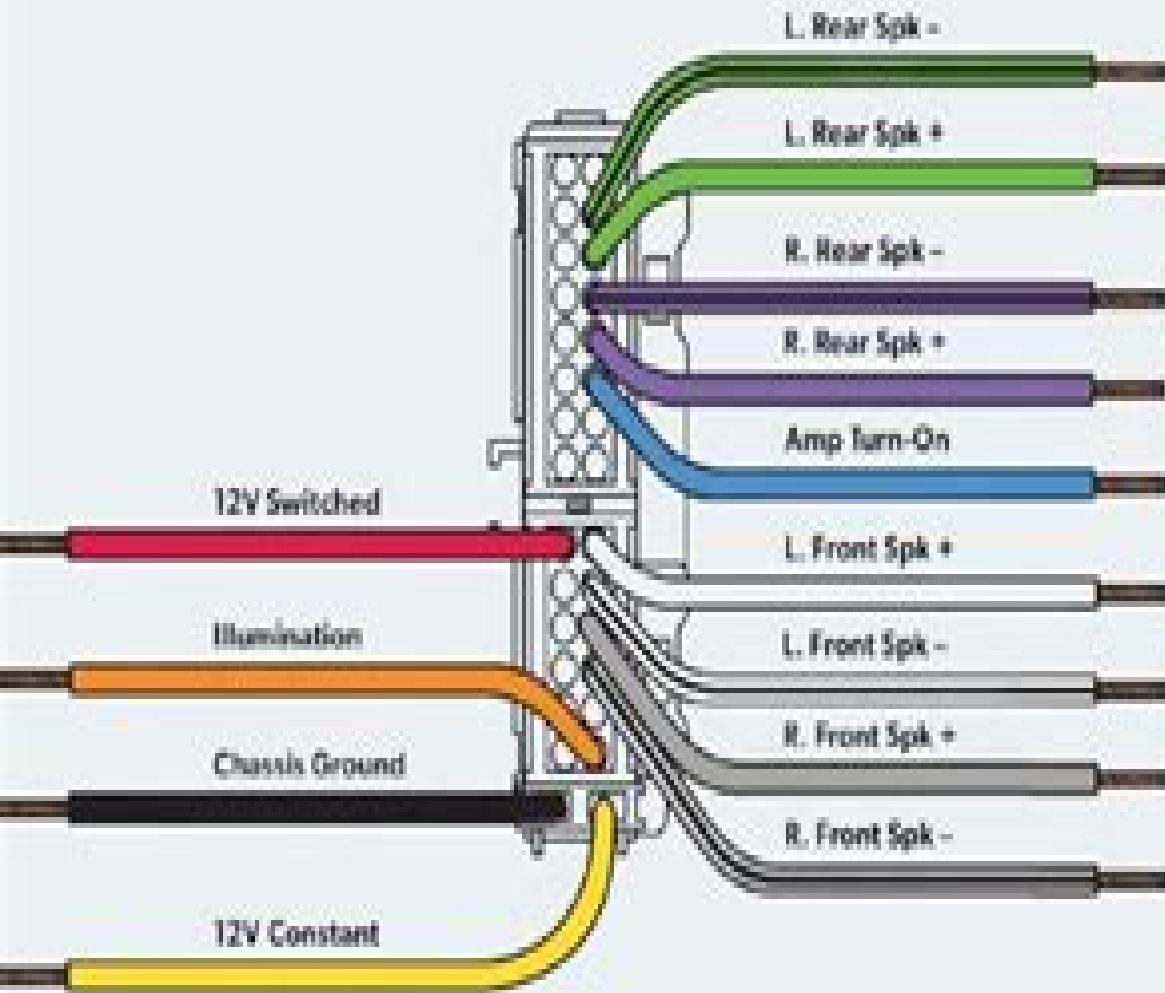 L. Rear Spk –
L. Rear Spk +
R. Rear Spk –
R. Rear Spk +
Amp Turn-On
12V Switched
L. Front Spk +
Illumination
L. Front Spk –
R. Front Spk +
Chassis Ground
R. Front Spk –
12V Constant